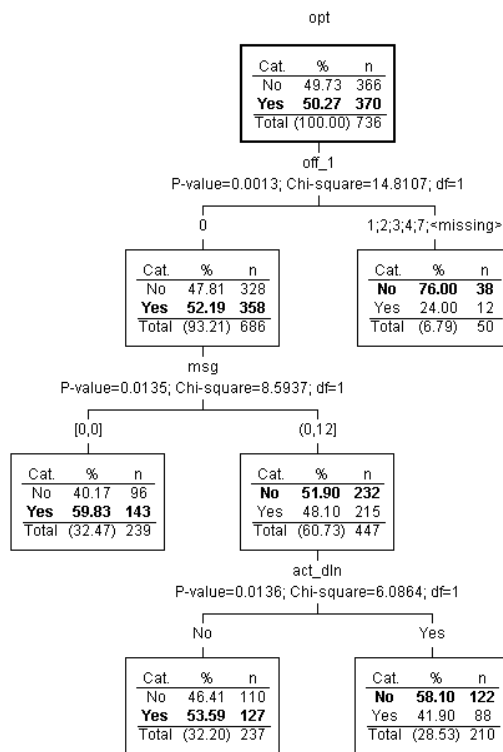 opt
Cat. % n
No 49.73 366
Yes 50.27 370
Total (100.00) 736
off_1
P-value=0.0013; Chi-square=14.8107; df=1
0 1;2;3;4;7;<missing>
Cat. % n Cat. % n
No 47.81 328 No 76.00 38
Yes 52.19 358 Yes 24.00 12
Total (93.21) 686 Total (6.79) 50
msg
P-value=0.0135; Chi-square=8.5937; df=1
[0,0] (0,12]
Cat. % n Cat. % n
No 40.17 96 No 51.90 232
Yes 59.83 143 Yes 48.10 215
Total (32.47) 239 Total (60.73) 447
act_dln
P-value=0.0136; Chi-square=6.0864; df=1
No Yes
Cat. % n Cat. % n
No 46.41 110 No 58.10 122
Yes 53.59 127 Yes 41.90 88
Total (32.20) 237 Total (28.53) 210